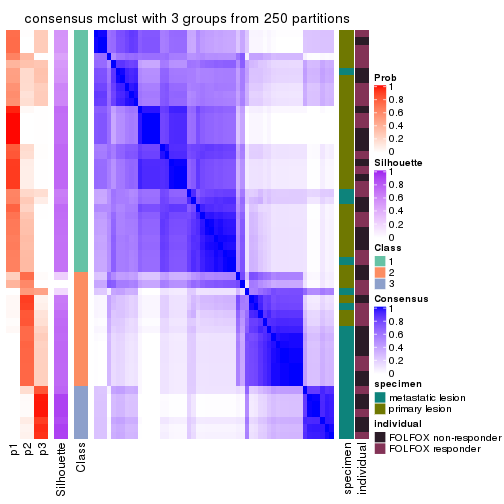 consensus mclust with 3 groups from 250 partitions
Prob
1
0.8
0.6
0.4
0.2
0
Silhouette
1
0.8
0.6
0.4
0.2
0
Class
1
2
3
Consensus
1
0.8
0.6
0.4
0.2
0
specimen
metastatic lesion
primary lesion
individual
FOLFOX non-responder
FOLFOX responder
p1
p2
p3
Silhouette
Class
specimen
individual